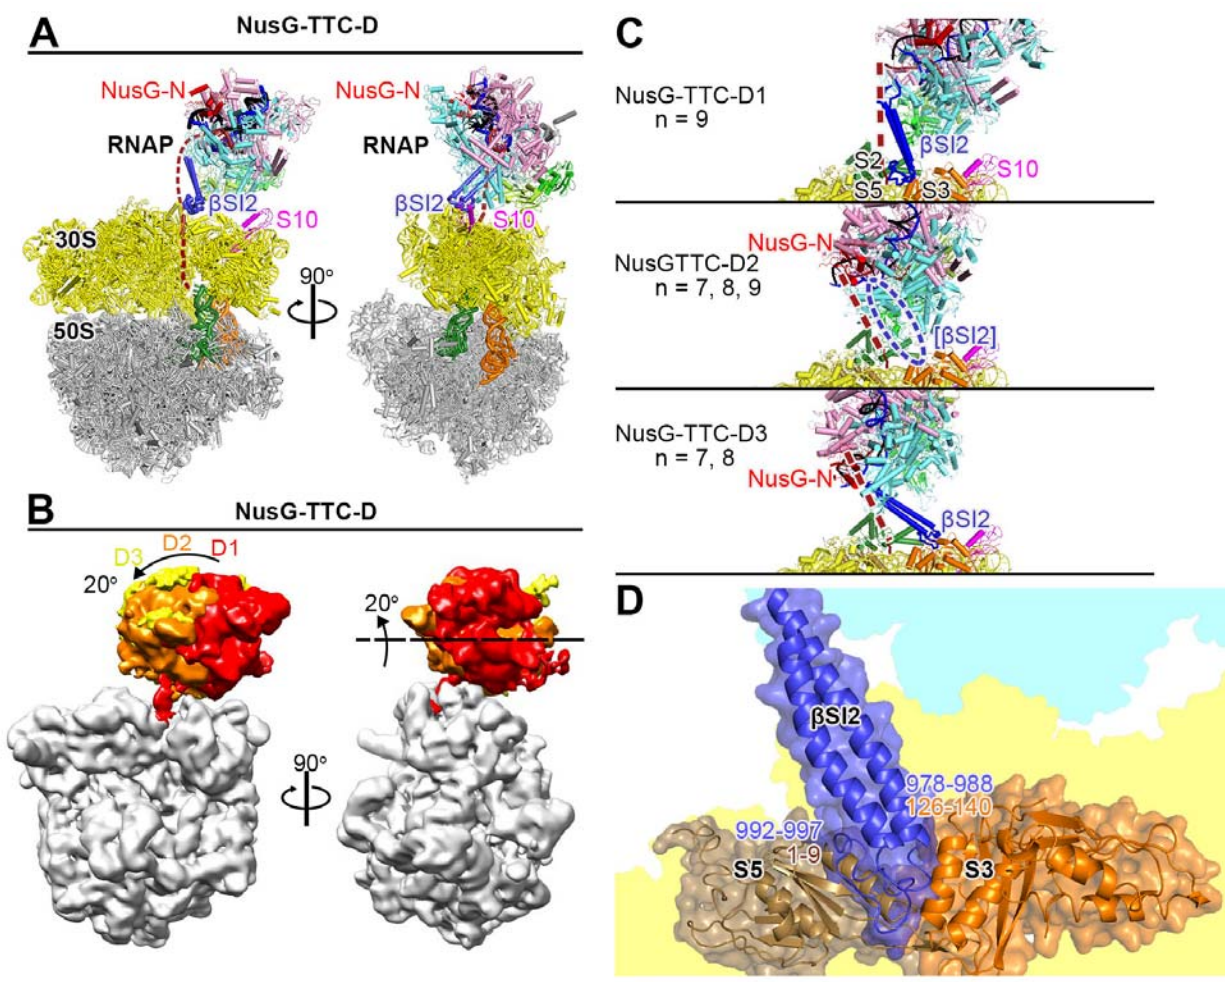 A
NusG-TTC-D
NusG-N
RNAP
βSI2
S10
30S
50S
90°
NusG-N
RNAP
βSI2
S10
B
NusG-TTC-D
D3 D2 D1
20°
90°
20°
C
NusG-TTC-D1
n = 9
βSI2
S2
S5 S3
S10
NusGTTC-D2
n = 7, 8, 9
NusG-N
[βSI2]
NusG-TTC-D3
n = 7, 8
NusG-N
βSI2
D
βSI2
978-988
126-140
992-997
1-9
S5
S3